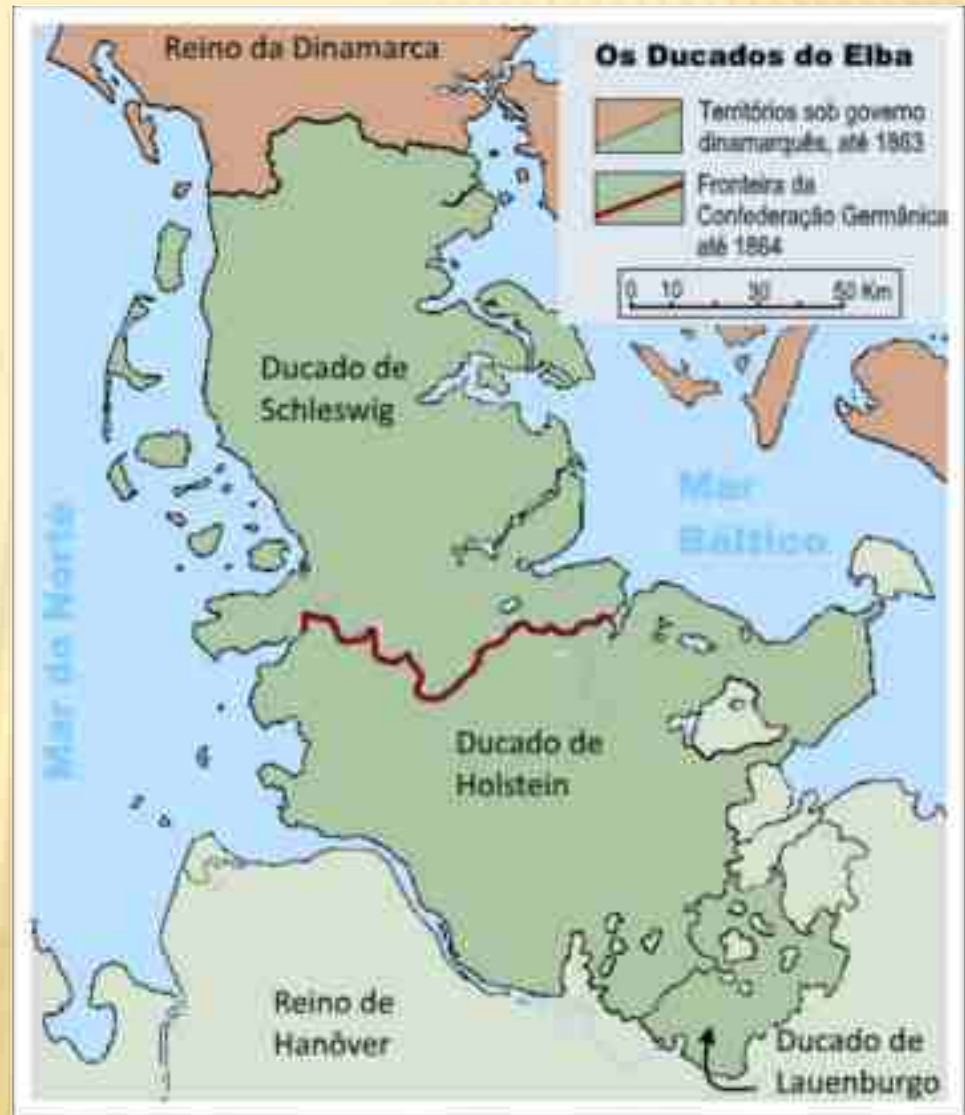 Reino da Dinamarca
Os Ducados do Elba
Territórios sob governo
dinamarquês, até 1863
Fronteira da
Confederação Germânica
até 1864
0 10 30 50 Km
Ducado de
Schleswig
Mar
Báltico
Mar do Norte
Ducado de
Holstein
Reino de
Hanôver
Ducado de
Lauenburgo